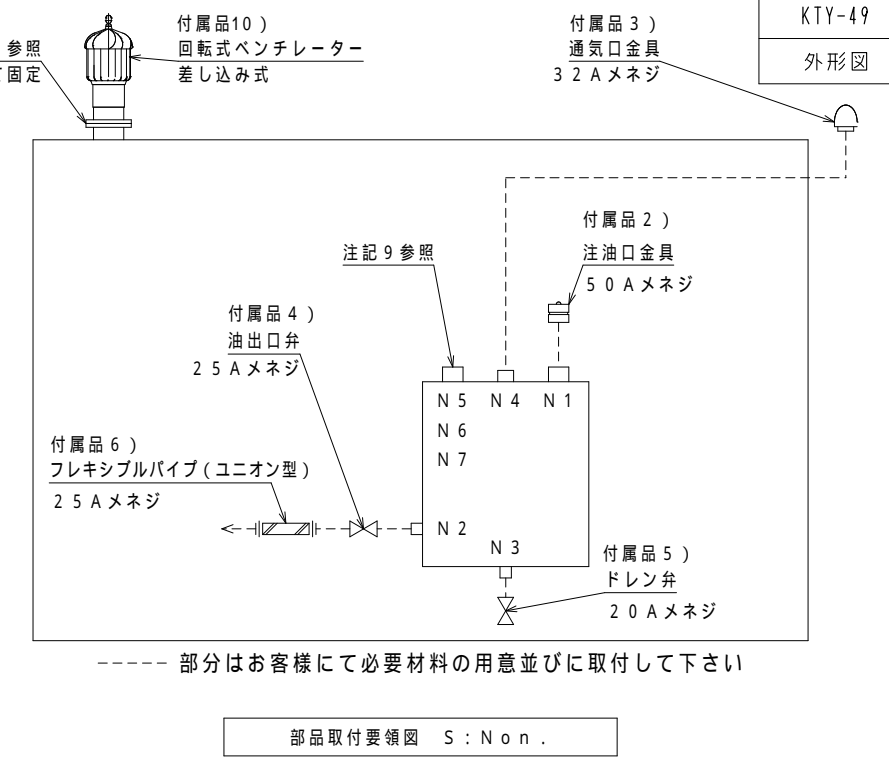 KTY-49
外形図
参照
て固定
付属品10)
回転式ベンチレーター
差し込み式
付属品3)
通気口金具
32Aメネジ
付属品2)
注油口金具
50Aメネジ
注記9参照
付属品4)
油出口弁
25Aメネジ
N5 N4 N1
N6
N7
付属品6)
フレキシブルパイプ(ユニオン型)
25Aメネジ
N2
N3
付属品5)
ドレン弁
20Aメネジ
----- 部分はお客様にて必要材料の用意並びに取付して下さい
部品取付要領図 S:Non.